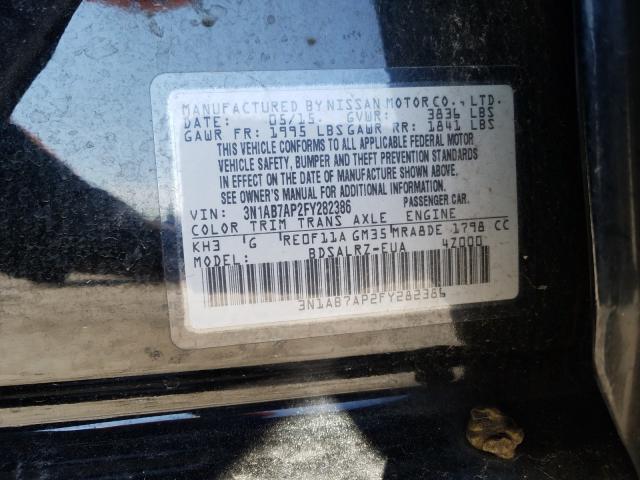 MANUFACTURED BY NISSAN MOTOR CO., LTD.
DATE: 05/15 GVWR: 3836 LBS
GAWR FR: 1995 LBS GAWR RR: 1841 LBS
THIS VEHICLE CONFORMS TO ALL APPLICABLE FEDERAL MOTOR
VEHICLE SAFETY, BUMPER AND THEFT PREVENTION STANDARDS
IN EFFECT ON THE DATE OF MANUFACTURE SHOWN ABOVE.
SEE OWNER'S MANUAL FOR ADDITIONAL INFORMATION.
VIN: 3N1AB7AP2FY282386 PASSENGER CAR.
COLOR TRIM TRANS AXLE ENGINE
KH3 G RE0F11A GM35 MRA8DE 1798 CC
MODEL: BDSALRZ-EUA 4Z000
3N1AB7AP2FY282386